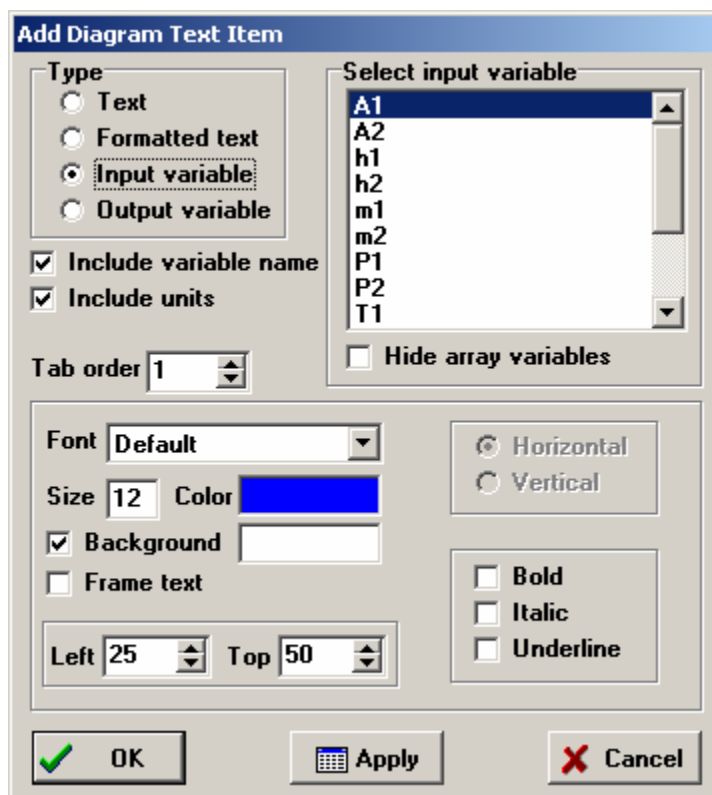 Add Diagram Text Item
Type
Text
Formatted text
Input variable
Output variable
Include variable name
Include units
Tab order 1
Select input variable
A1
A2
h1
h2
m1
m2
P1
P2
T1
Hide array variables
Font Default
Size 12 Color
Background
Frame text
Left 25 Top 50
Horizontal
Vertical
Bold
Italic
Underline
OK Apply Cancel